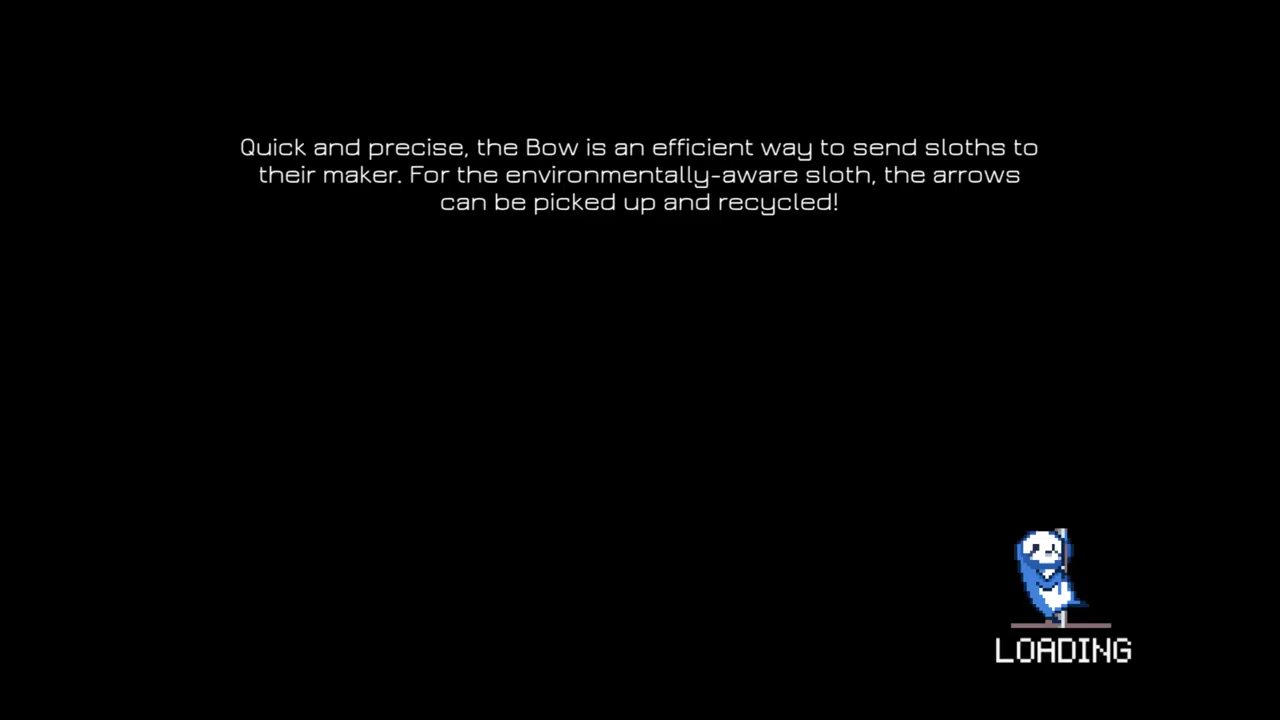 Quick and precise, the Bow is an efficient way to send sloths to
their maker. For the environmentally-aware sloth, the arrows
can be picked up and recycled!
LOADING